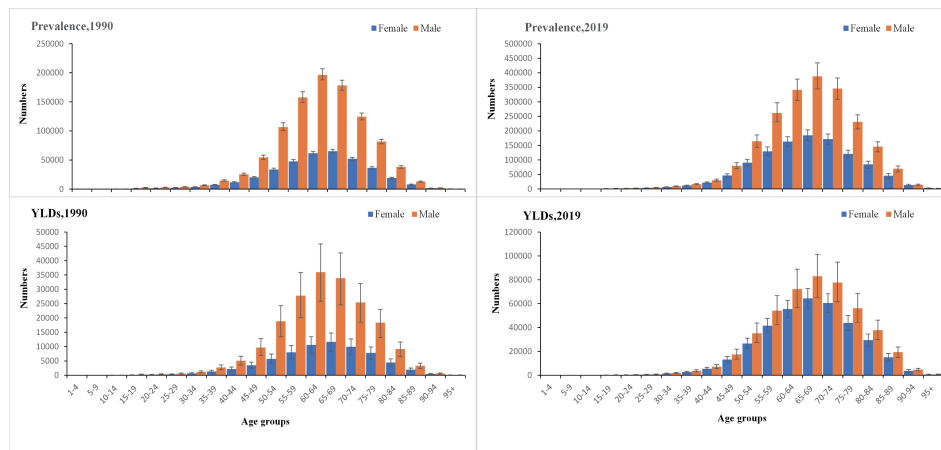 Prevalence,1990
Female Male
Numbers
250000
200000
150000
100000
50000
0
Prevalence,2019
Female Male
Numbers
500000
450000
400000
350000
300000
250000
200000
150000
100000
50000
0
YLDs,1990
Female Male
Numbers
50000
45000
40000
35000
30000
25000
20000
15000
10000
5000
0
1-4 5-9 10-14 15-19 20-24 25-29 30-34 35-39 40-44 45-49 50-54 55-59 60-64 65-69 70-74 75-79 80-84 85-89 90-94 95+
Age groups
YLDs,2019
Female Male
Numbers
120000
100000
80000
60000
40000
20000
0
1-4 5-9 10-14 15-19 20-24 25-29 30-34 35-39 40-44 45-49 50-54 55-59 60-64 65-69 70-74 75-79 80-84 85-89 90-94 95+
Age groups